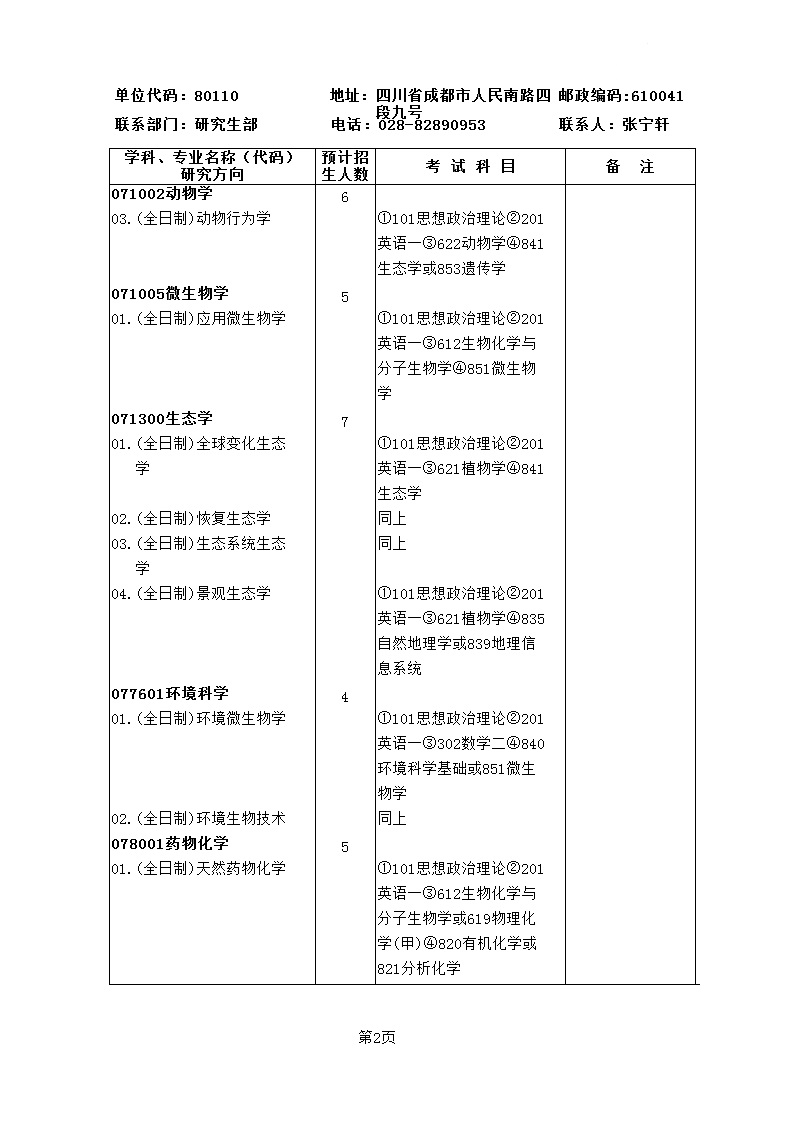 单位代码：80110 地址：四川省成都市人民南路四段九号 邮政编码:610041
联系部门：研究生部 电话：028-82890953 联系人：张宁轩
学科、专业名称（代码）研究方向 预计招生人数 考 试 科 目 备 注
071002动物学 6
03.(全日制)动物行为学 ①101思想政治理论②201
英语一③622动物学④841
生态学或853遗传学
071005微生物学 5
01.(全日制)应用微生物学 ①101思想政治理论②201
英语一③612生物化学与
分子生物学④851微生物
学
071300生态学 7
01.(全日制)全球变化生态 ①101思想政治理论②201
学 英语一③621植物学④841
生态学
02.(全日制)恢复生态学 同上
03.(全日制)生态系统生态 同上
学
04.(全日制)景观生态学 ①101思想政治理论②201
英语一③621植物学④835
自然地理学或839地理信
息系统
077601环境科学 4
01.(全日制)环境微生物学 ①101思想政治理论②201
英语一③302数学二④840
环境科学基础或851微生
物学
02.(全日制)环境生物技术 同上
078001药物化学 5
01.(全日制)天然药物化学 ①101思想政治理论②201
英语一③612生物化学与
分子生物学或619物理化
学(甲)④820有机化学或
821分析化学
第2页